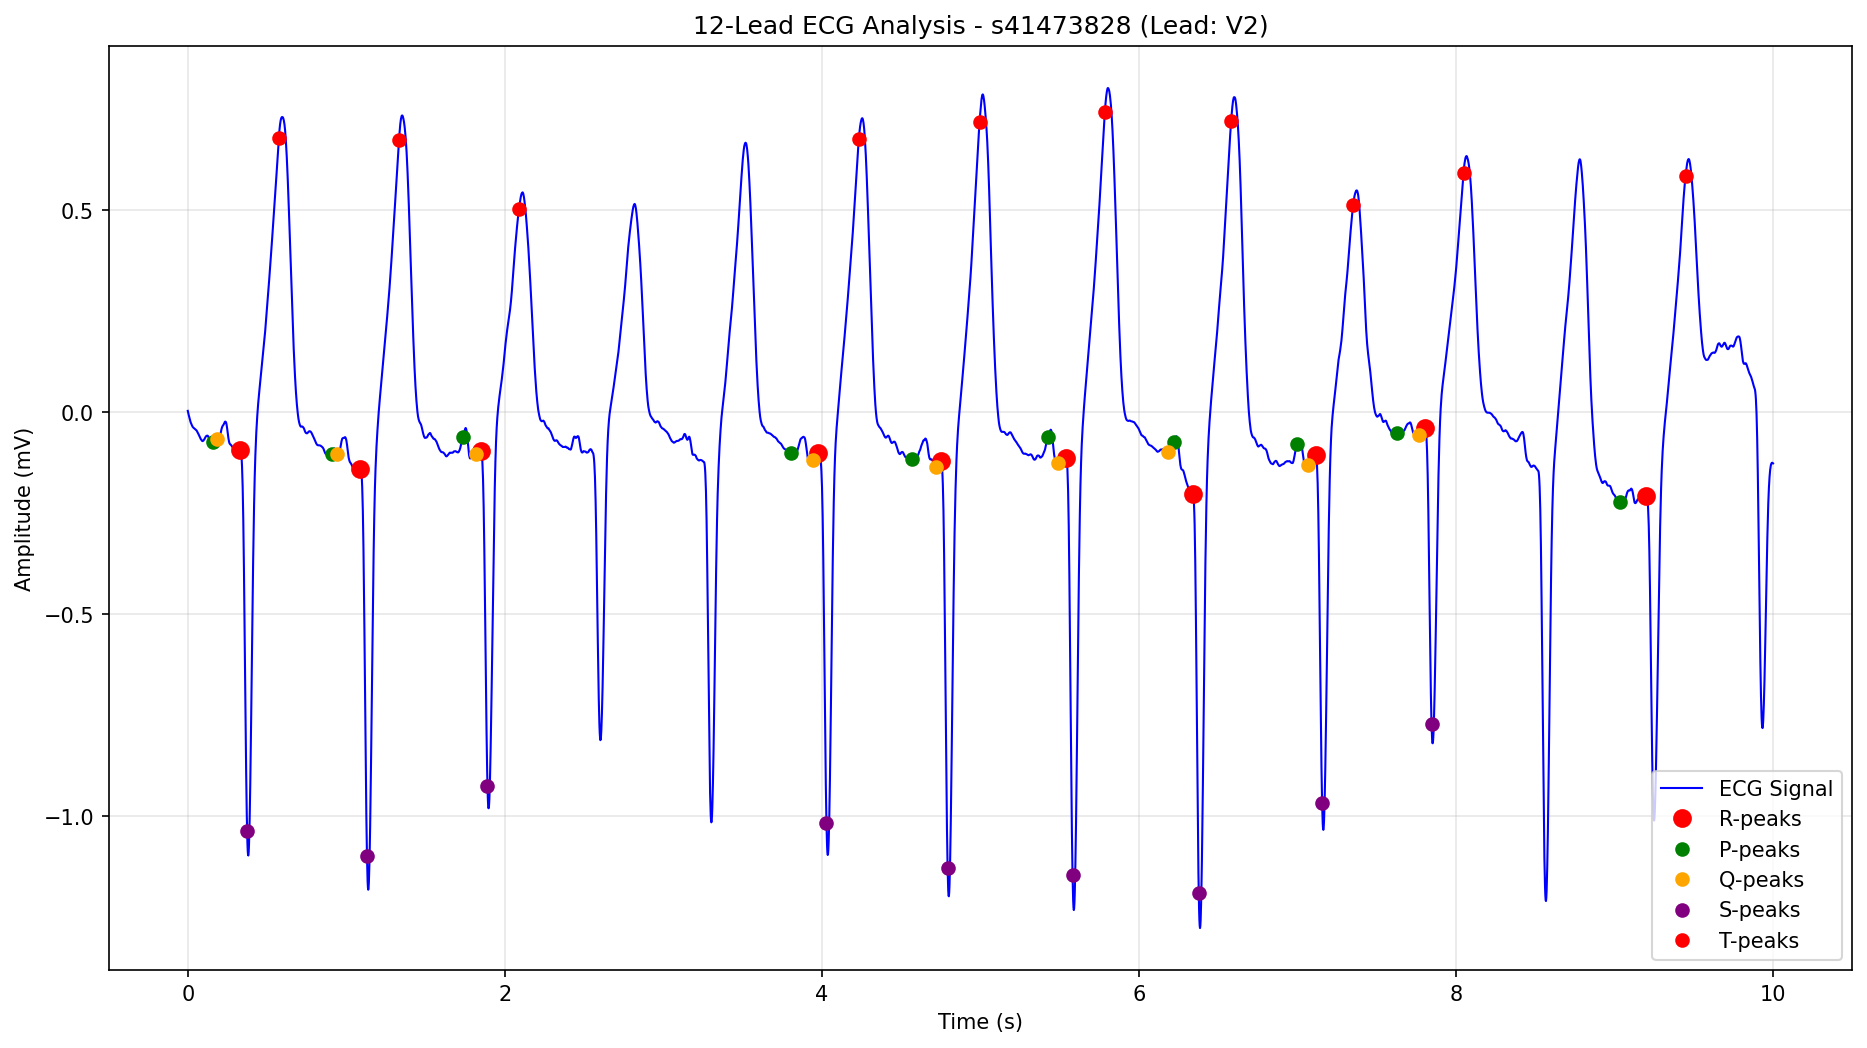 12-Lead ECG Analysis - s41473828 (Lead: V2)
Amplitude (mV)
0.5
0.0
−0.5
−1.0
0 2 4 6 8 10
Time (s)
ECG Signal
R-peaks
P-peaks
Q-peaks
S-peaks
T-peaks